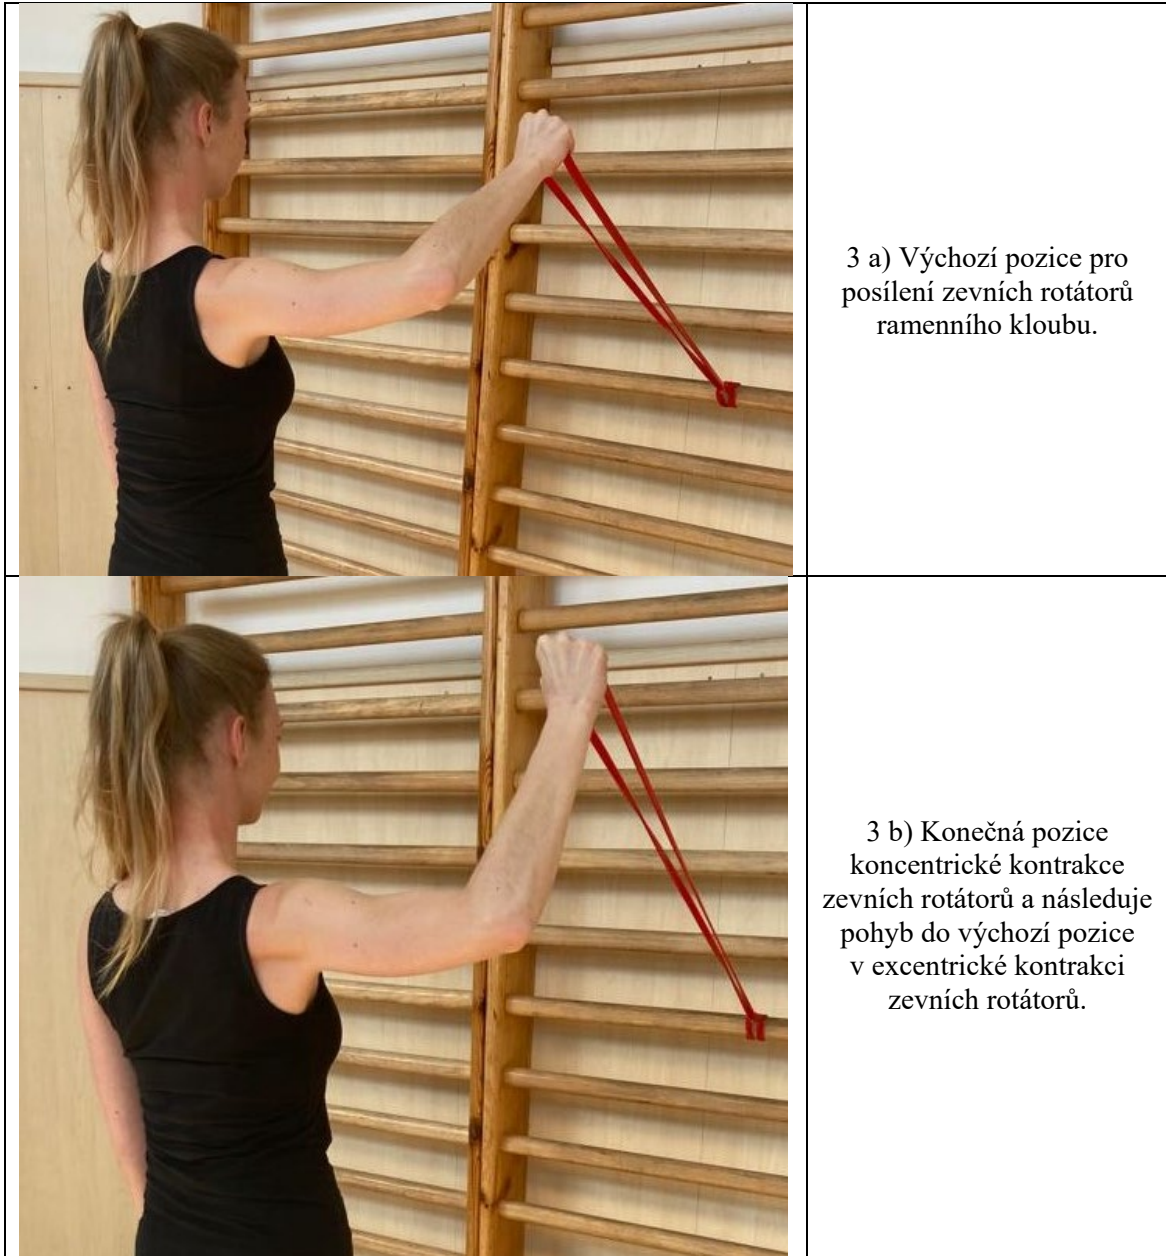 3 a) Výchozí pozice pro
posílení zevních rotátorů
ramenního kloubu.
3 b) Konečná pozice
koncentrické kontrakce
zevních rotátorů a následuje
pohyb do výchozí pozice
v excentrické kontrakci
zevních rotátorů.